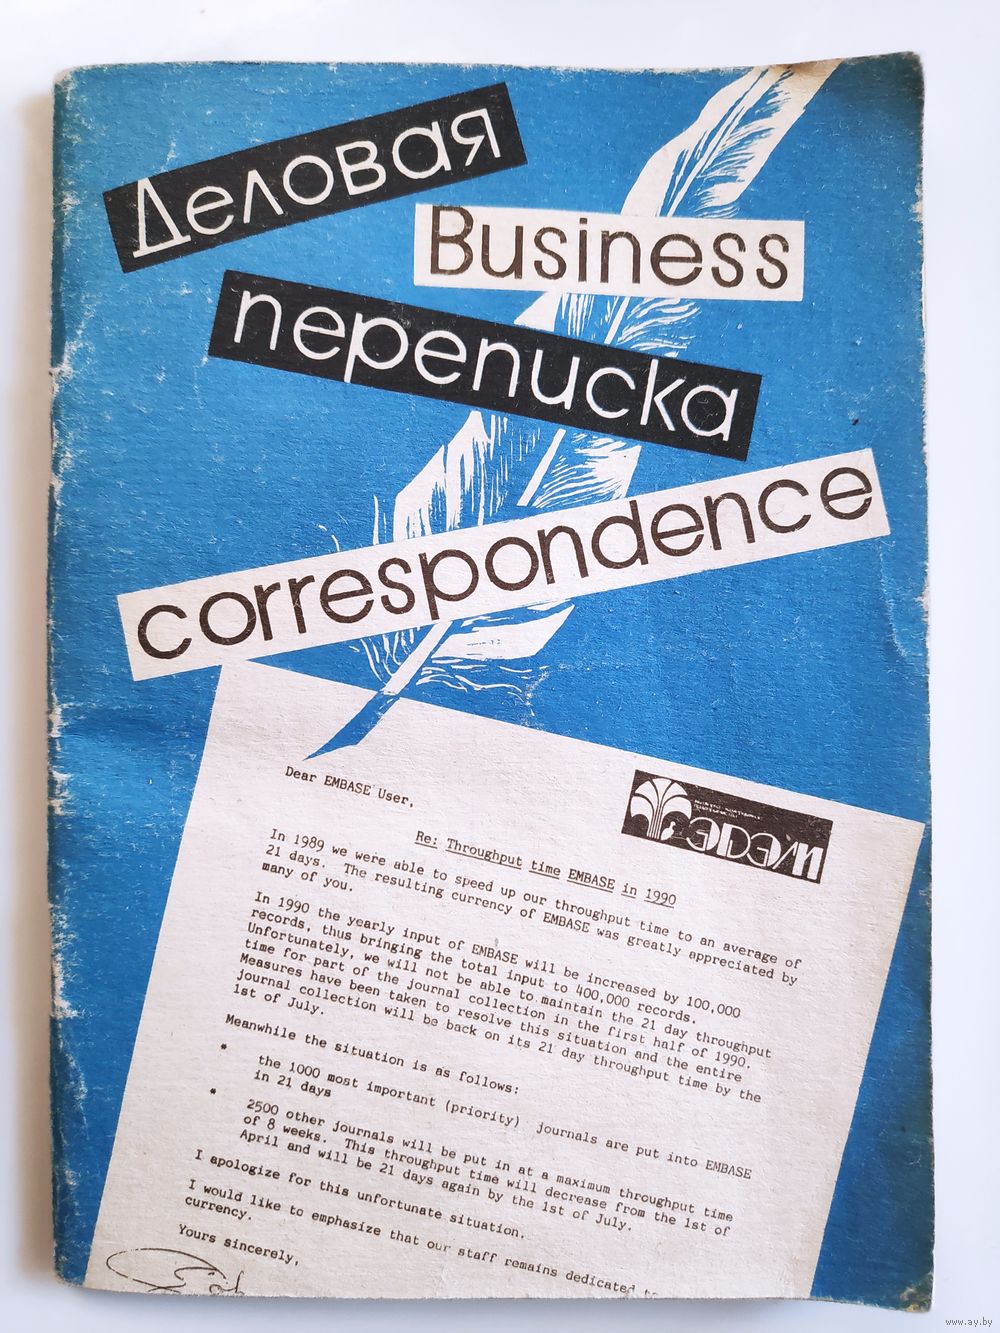 Деловая
Business
переписка
correspondence
Dear EMBASE User,
ЭДЭМ
Re: Throughput time EMBASE in 1990
In 1989 we were able to speed up our throughput time to an average of
21 days. The resulting currency of EMBASE was greatly appreciated by
many of you.
In 1990 the yearly input of EMBASE will be increased by 100,000
records, thus bringing the total input to 400,000 records.
Unfortunately, we will not be able to maintain the 21 day throughput
time for part of the journal collection in the first half of 1990.
Measures have been taken to resolve this situation and the entire
journal collection will be back on its 21 day throughput time by the
1st of July.
Meanwhile the situation is as follows:
* the 1000 most important (priority) journals are put into EMBASE
in 21 days
* 2500 other journals will be put in at a maximum throughput time
of 8 weeks. This throughput time will decrease from the 1st of
April and will be 21 days again by the 1st of July.
I apologize for this unfortunate situation.
I would like to emphasize that our staff remains dedicated to
currency.
Yours sincerely,
www.ay.by